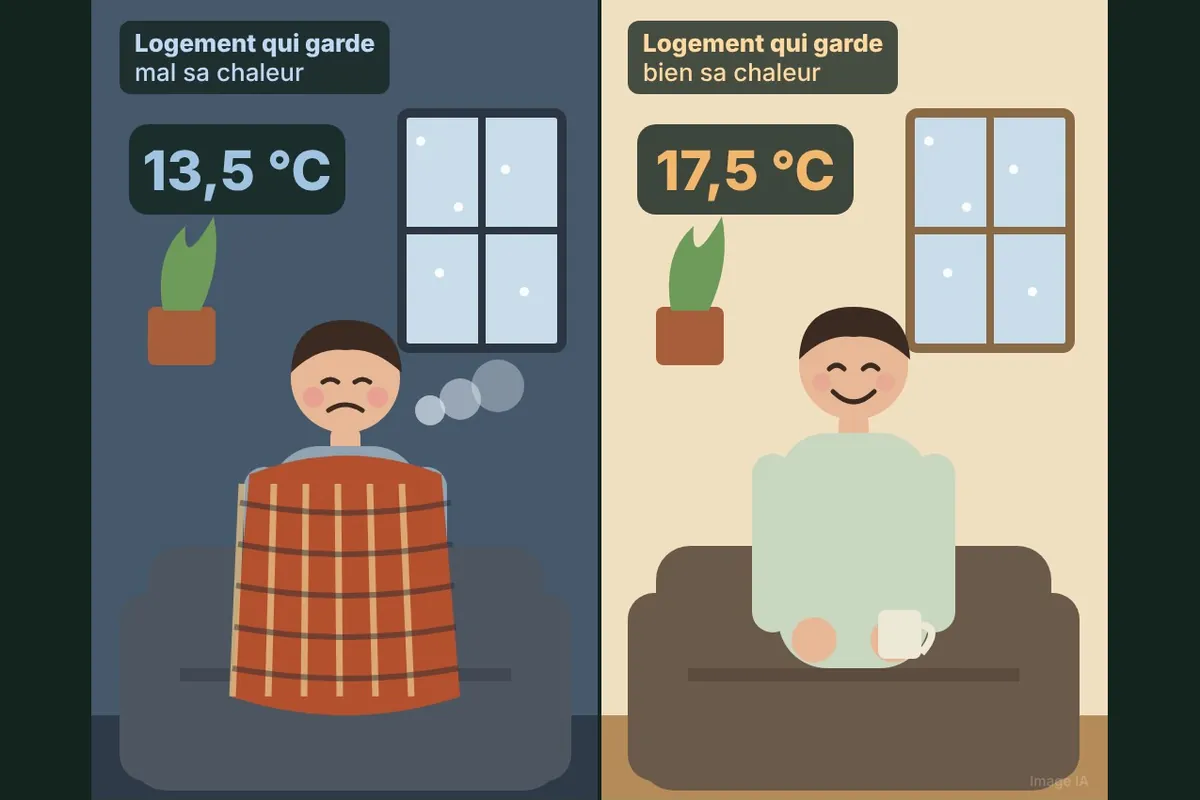 Logement qui garde
mal sa chaleur
13,5 °C
Logement qui garde
bien sa chaleur
17,5 °C
Image IA